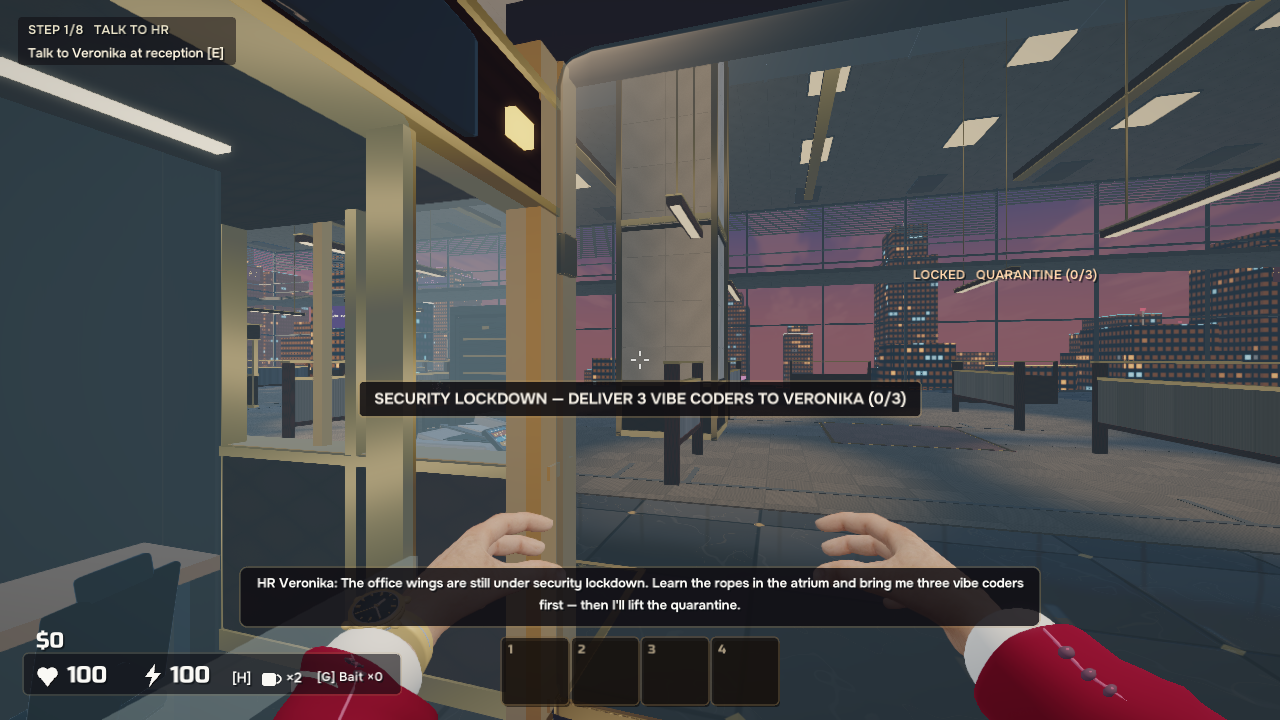 STEP 1/8 TALK TO HR
Talk to Veronika at reception [E]
LOCKED QUARANTINE (0/3)
SECURITY LOCKDOWN — DELIVER 3 VIBE CODERS TO VERONIKA (0/3)
HR Veronika: The office wings are still under security lockdown. Learn the ropes in the atrium and bring me three vibe coders
first — then I'll lift the quarantine.
$0
100 100 [H] ×2 [G] Bait ×0
1 2 3 4